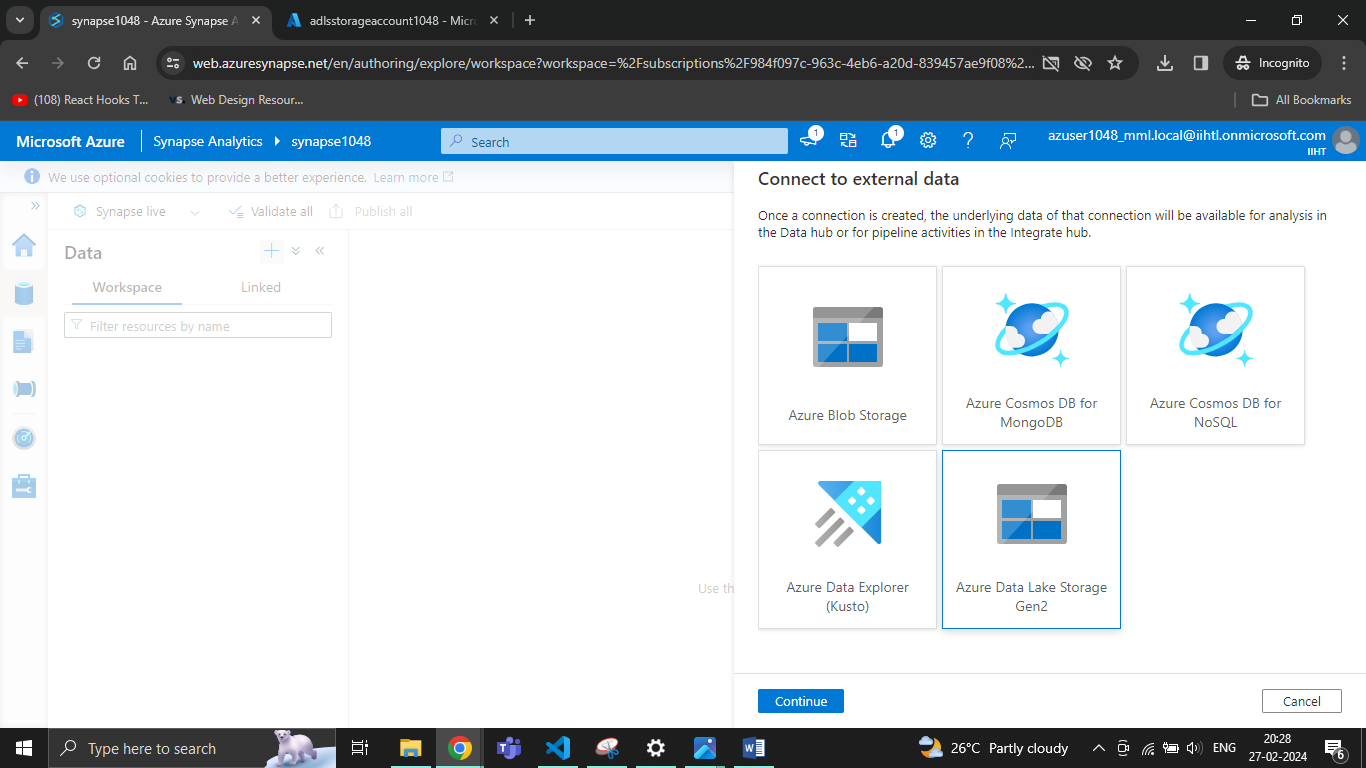 synapse1048 - Azure Synapse A
adlsstorageaccount1048 - Micr
web.azuresynapse.net/en/authoring/explore/workspace?workspace=%2Fsubscriptions%2F984f097c-963c-4eb6-a20d-839457ae9f08%2...
Incognito
(108) React Hooks T...
VS
Web Design Resour...
All Bookmarks
Microsoft Azure
Synapse Analytics
synapse1048
Search
1
1
azuser1048_mml.local@iihtl.onmicrosoft.com
IIHT
We use optional cookies to provide a better experience. Learn more
Synapse live
Validate all
Publish all
Data
Workspace
Linked
Filter resources by name
Use th
Connect to external data
Once a connection is created, the underlying data of that connection will be available for analysis in
the Data hub or for pipeline activities in the Integrate hub.
Azure Blob Storage
Azure Cosmos DB for
MongoDB
Azure Cosmos DB for
NoSQL
Azure Data Explorer
(Kusto)
Azure Data Lake Storage
Gen2
Continue
Cancel
Type here to search
26°C Partly cloudy
ENG
20:28
27-02-2024
6